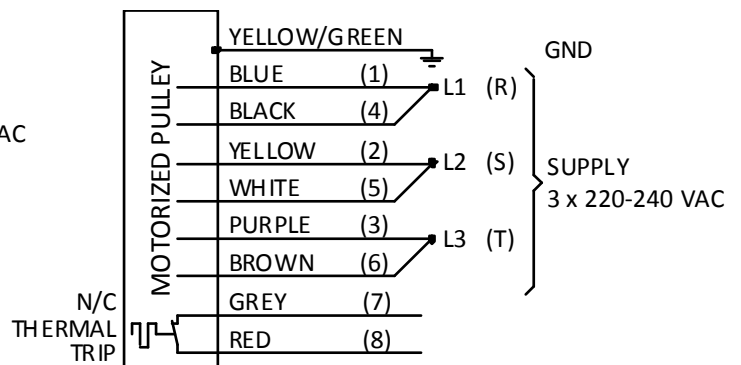 YELLOW/GREEN
GND
BLUE (1)
L1 (R)
BLACK (4)
AC
YELLOW (2)
L2 (S)
SUPPLY
WHITE (5)
3 x 220-240 VAC
PURPLE (3)
L3 (T)
BROWN (6)
MOTORIZED PULLEY
N/C
THERMAL
TRIP
GREY (7)
RED (8)